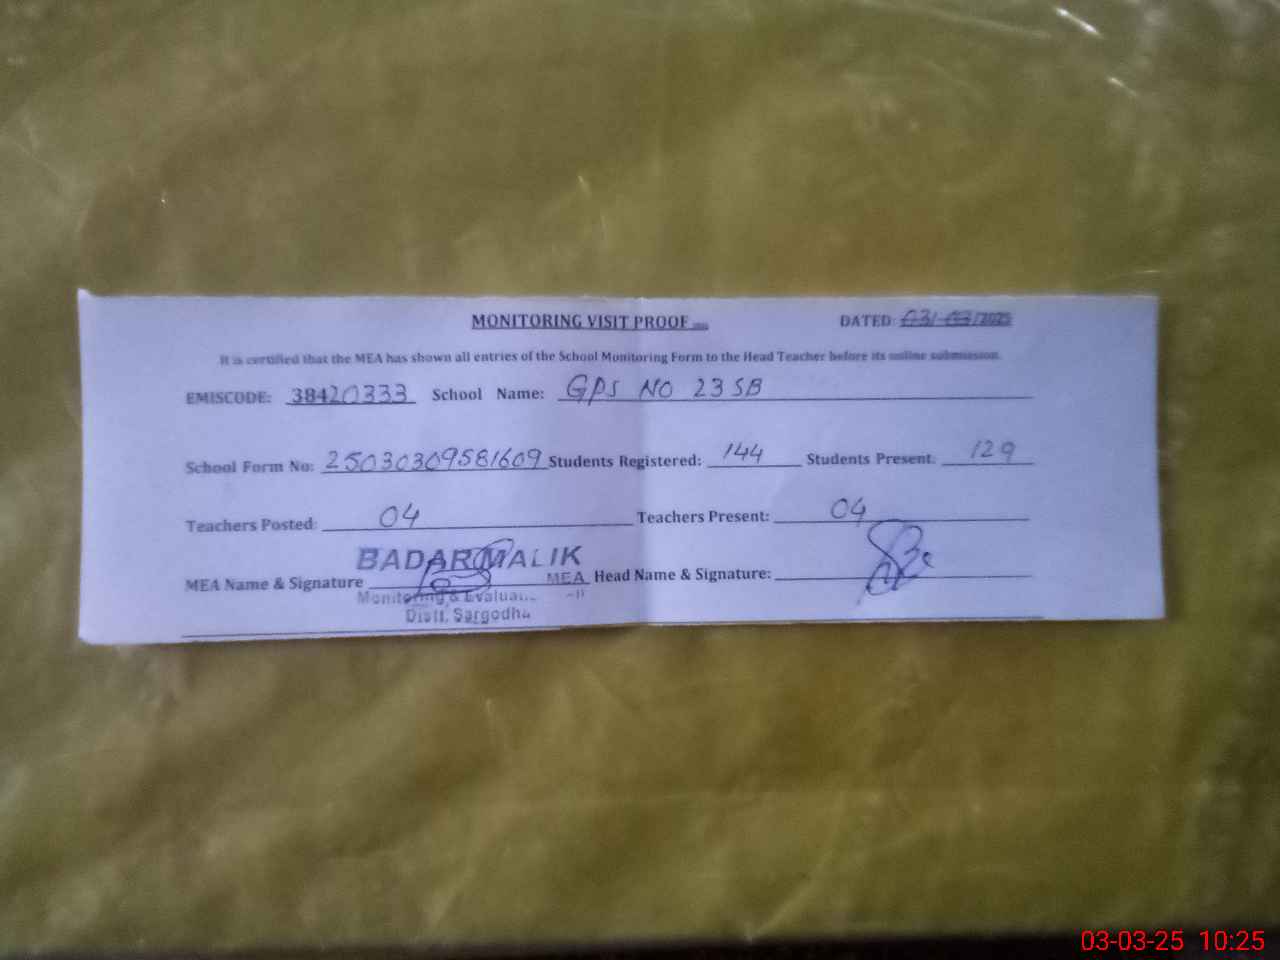 MONITORING VISIT PROOF
DATED: 03/03/2025
It is certified that the MEA has shown all entries of the School Monitoring Form to the Head Teacher before its online submission.
EMISCODE: 38420333 School Name: GPS NO 23 SB
School Form No: 25030309581609 Students Registered: 144 Students Present: 129
Teachers Posted: 04 Teachers Present: 04
BADAR MALIK
MEA Name & Signature MEA Head Name & Signature:
Monitoring & Evaluat
Distt. Sargodha
03-03-25 10:25